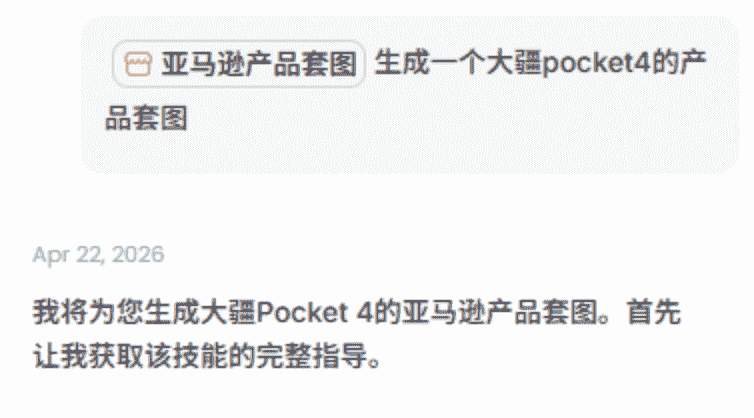 亚马逊产品套图 生成一个大疆pocket4的产
品套图
Apr 22, 2026
我将为您生成大疆Pocket 4的亚马逊产品套图。首先
让我获取该技能的完整指导。